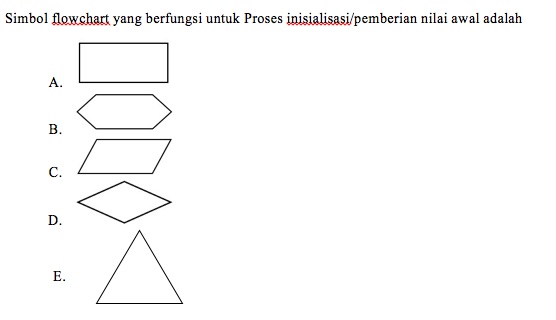 Simbol flowchart yang berfungsi untuk Proses inisialisasi/pemberian nilai awal adalah
A.
B.
C.
D.
E.